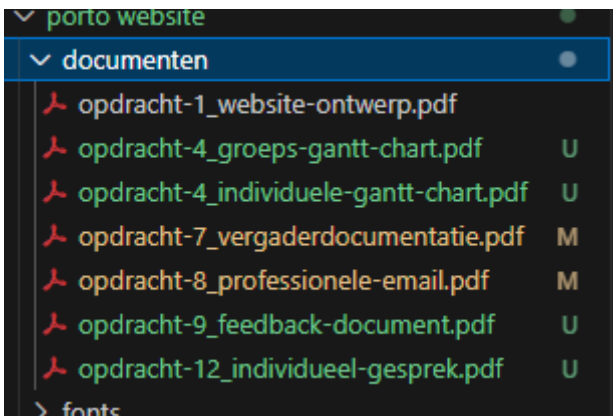 porto website
documenten
opdracht-1_website-ontwerp.pdf
opdracht-4_groeps-gantt-chart.pdf U
opdracht-4_individuele-gantt-chart.pdf U
opdracht-7_vergaderdocumentatie.pdf M
opdracht-8_professionele-email.pdf M
opdracht-9_feedback-document.pdf U
opdracht-12_individueel-gesprek.pdf U
fonts